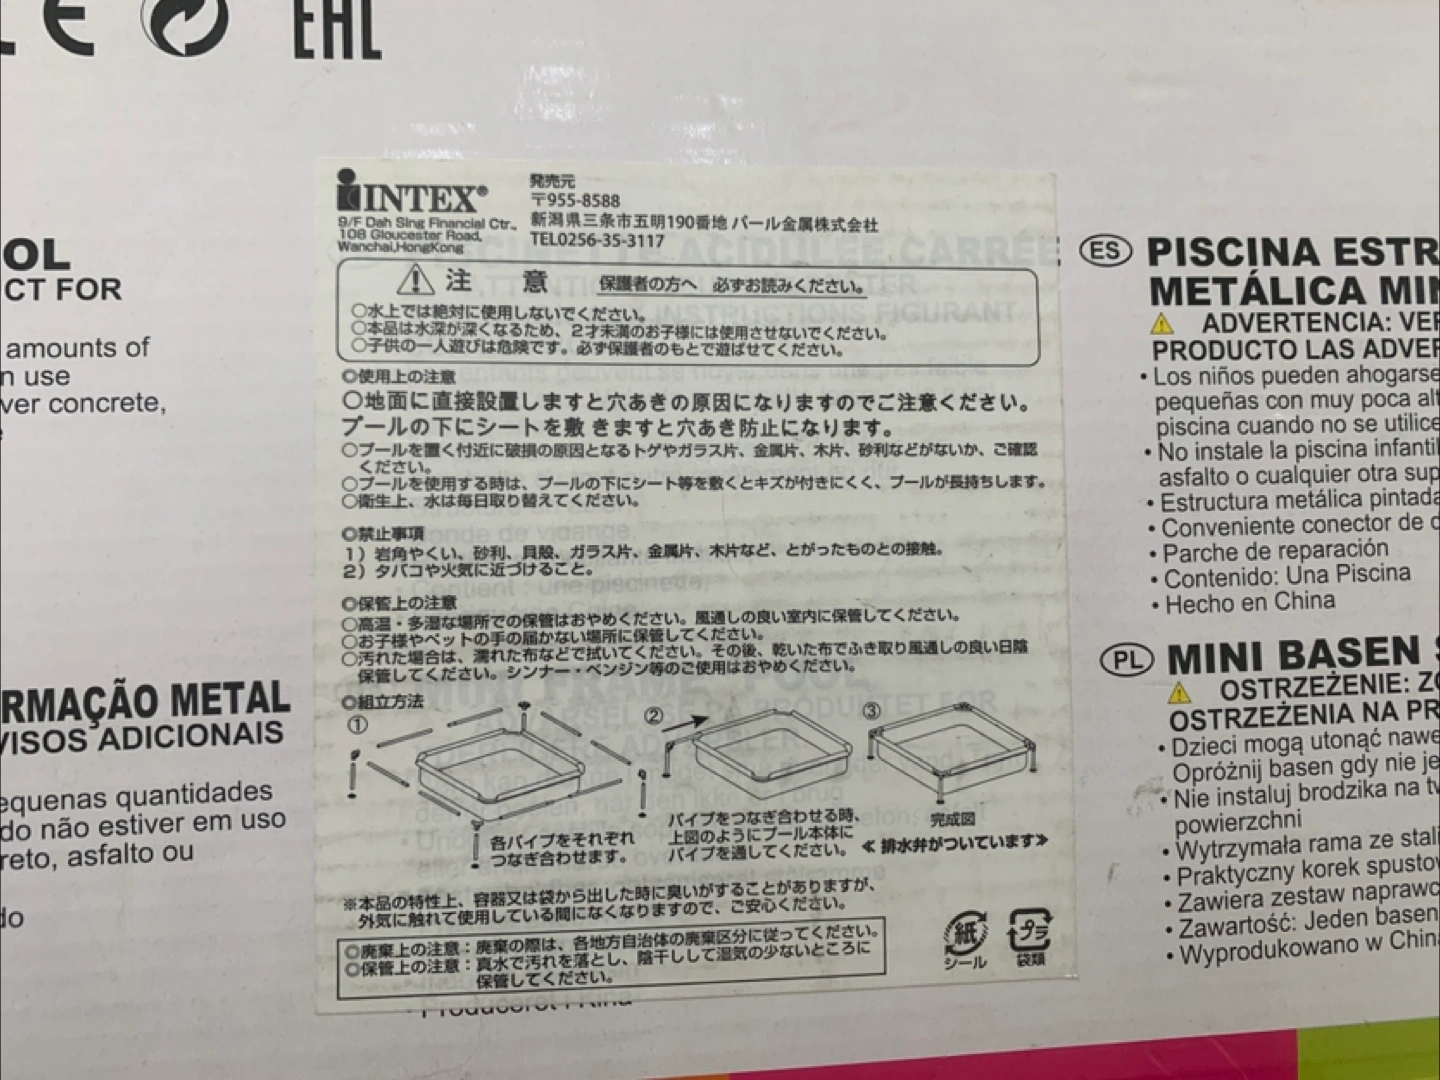 CE
EAC
OL
CT FOR
amounts of
n use
ver concrete,
RMAÇÃO METAL
VISOS ADICIONAIS
equenas quantidades
do não estiver em uso
reto, asfalto ou
do
INTEX®
9/F Dah Sing Financial Ctr.,
108 Gloucester Road,
Wanchai,HongKong
発売元
〒955-8588
新潟県三条市五明190番地 パール金属株式会社
TEL0256-35-3117
注 意 保護者の方へ 必ずお読みください。
○水上では絶対に使用しないでください。
○本品は水深が深くなるため、2才未満のお子様には使用させないでください。
○子供の一人遊びは危険です。必ず保護者のもとで遊ばせてください。
◎使用上の注意
○地面に直接設置しますと穴あきの原因になりますのでご注意ください。
プールの下にシートを敷きますと穴あき防止になります。
○プールを置く付近に破損の原因となるトゲやガラス片、金属片、木片、砂利などがないか、ご確認
ください。
○プールを使用する時は、プールの下にシート等を敷くとキズが付きにくく、プールが長持ちします。
○衛生上、水は毎日取り替えてください。
◎禁止事項
1）岩角やくい、砂利、貝殻、ガラス片、金属片、木片など、とがったものとの接触。
2）タバコや火気に近づけること。
◎保管上の注意
○高温・多湿な場所での保管はおやめください。風通しの良い室内に保管してください。
○お子様やペットの手の届かない場所に保管してください。
○汚れた場合は、濡れた布などで拭いてください。その後、乾いた布でふき取り風通しの良い日陰
保管してください。シンナー・ベンジン等のご使用はおやめください。
◎組立方法
① ② ③
各パイプをそれぞれ
つなぎ合わせます。
パイプをつなぎ合わせる時、
上図のようにプール本体に
パイプを通してください。
完成図
≪ 排水弁がついています≫
※本品の特性上、容器又は袋から出した時に臭いがすることがありますが、
外気に触れて使用している間になくなりますので、ご安心ください。
◎廃棄上の注意：廃棄の際は、各地方自治体の廃棄区分に従ってください。
◎保管上の注意：真水で汚れを落とし、陰干しして湿気の少ないところに
保管してください。
紙
シール
プラ
袋類
ES PISCINA ESTR
METÁLICA MIN
ADVERTENCIA: VER
PRODUCTO LAS ADVER
• Los niños pueden ahogarse
pequeñas con muy poca alt
piscina cuando no se utilice
• No instale la piscina infantil
asfalto o cualquier otra sup
• Estructura metálica pintada
• Conveniente conector de d
• Parche de reparación
• Contenido: Una Piscina
• Hecho en China
PL MINI BASEN S
OSTRZEŻENIE: ZO
OSTRZEŻENIA NA PR
• Dzieci mogą utonąć nawe
Opróżnij basen gdy nie je
• Nie instaluj brodzika na tw
powierzchni
• Wytrzymała rama ze stali
• Praktyczny korek spustow
• Zawiera zestaw naprawc
• Zawartość: Jeden basen
• Wyprodukowano w China